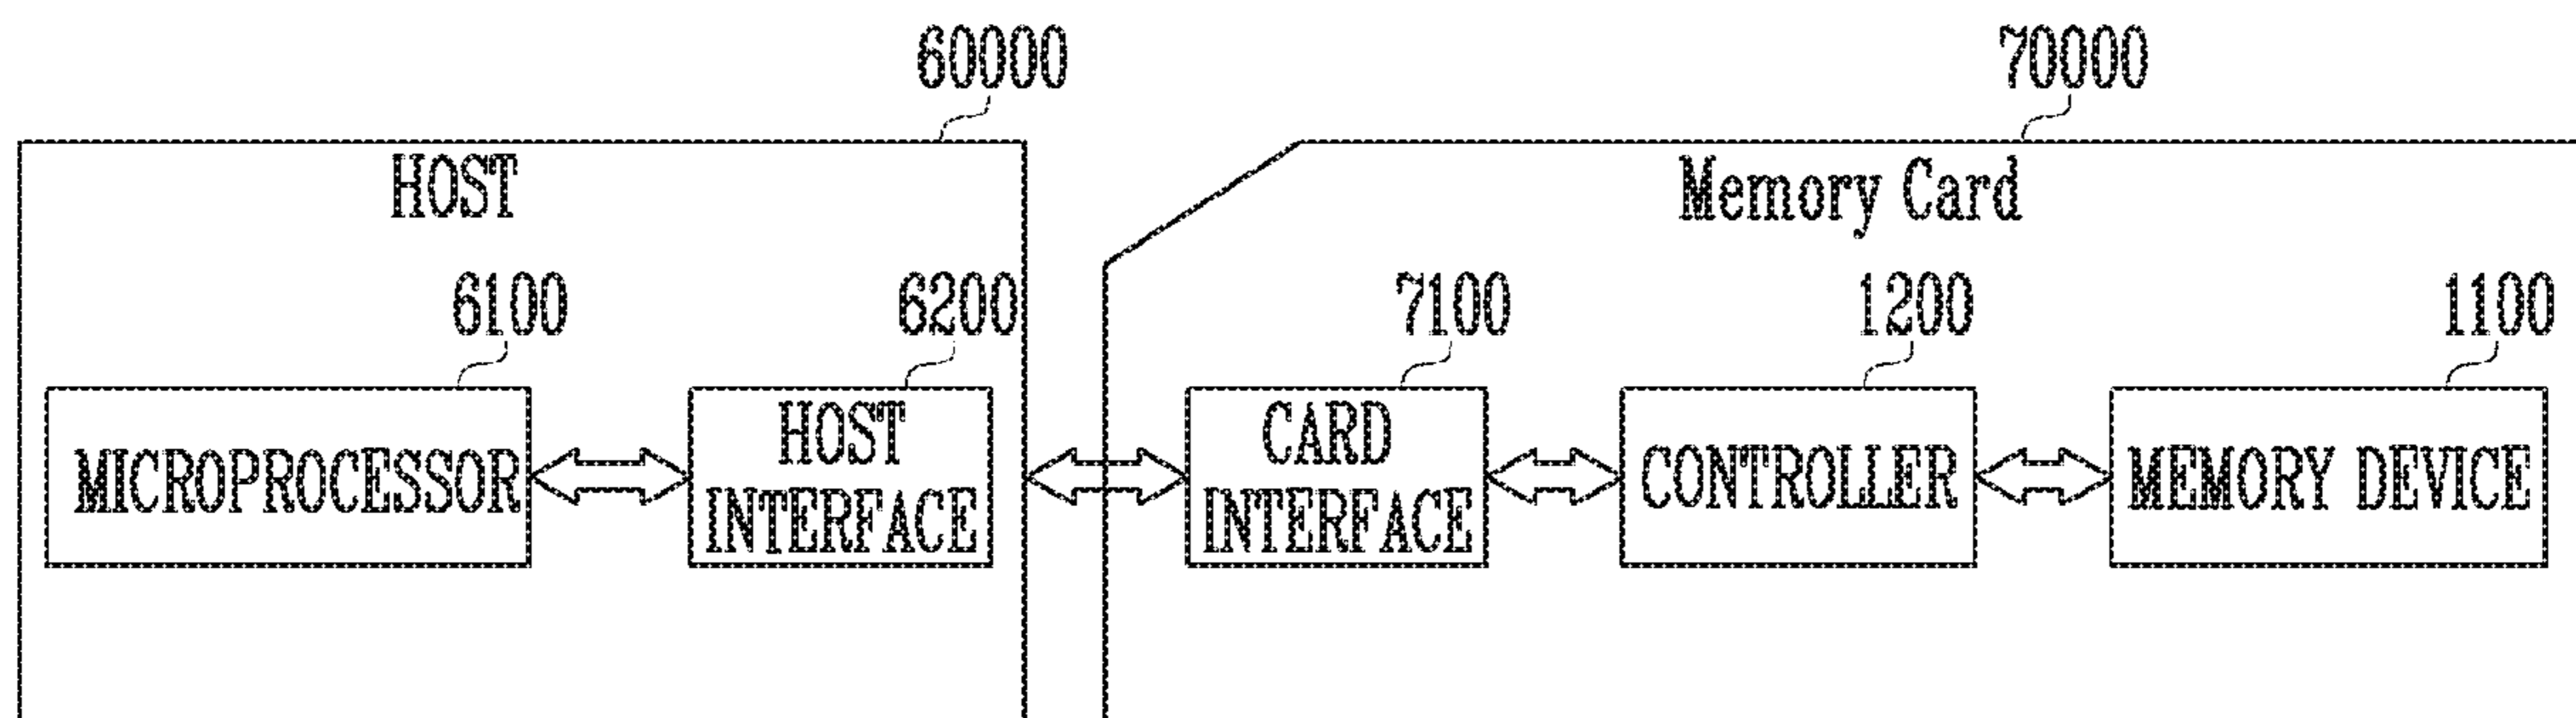 60000
70000
HOST
Memory Card
6100
6200
7100
1200
1100
MICROPROCESSOR
HOST
INTERFACE
CARD
INTERFACE
CONTROLLER
MEMORY DEVICE